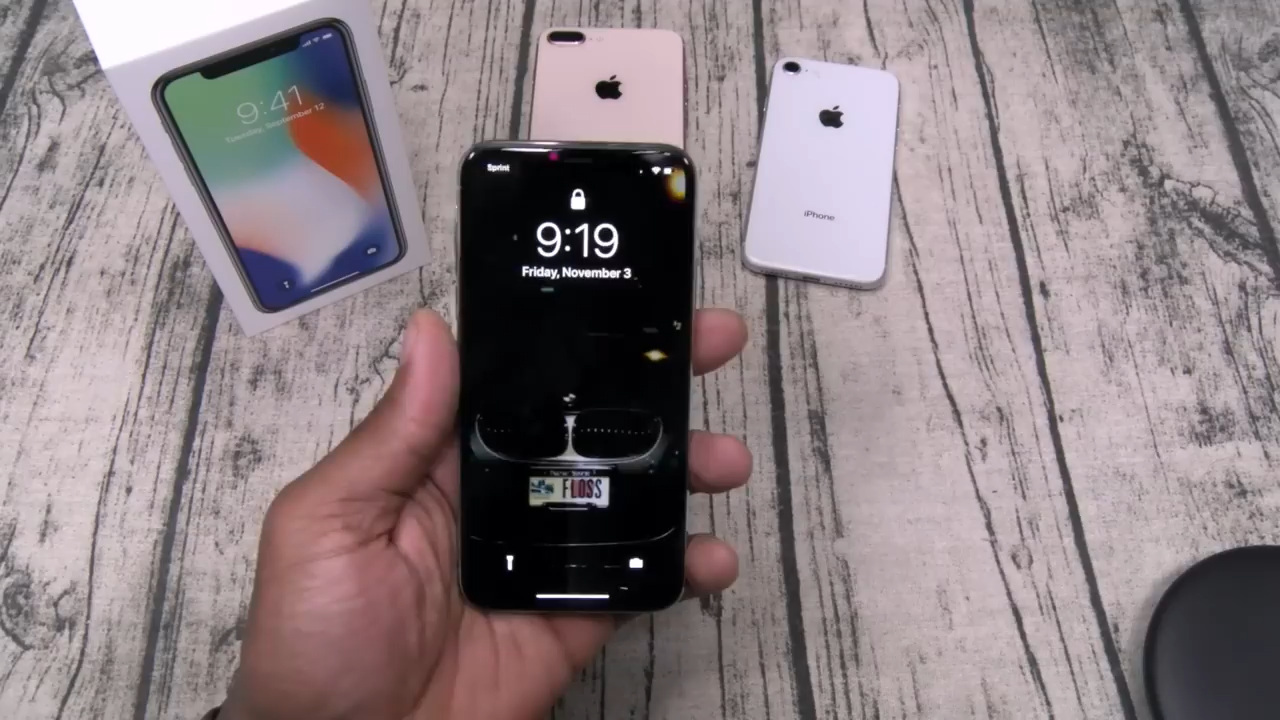 9:41
Tuesday, September 12
Sprint
9:19
Friday, November 3
FLOSS
iPhone